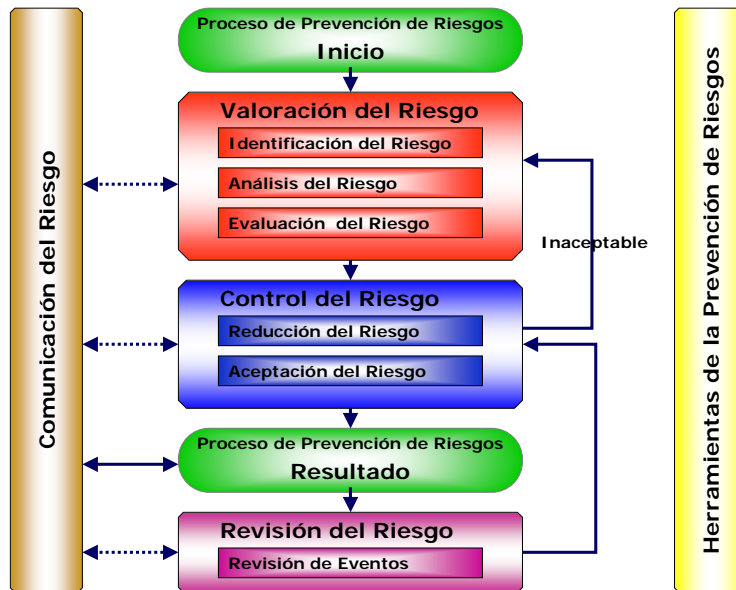 Proceso de Prevención de Riesgos
Inicio
Valoración del Riesgo
Identificación del Riesgo
Análisis del Riesgo
Evaluación del Riesgo
Inaceptable
Control del Riesgo
Reducción del Riesgo
Aceptación del Riesgo
Proceso de Prevención de Riesgos
Resultado
Revisión del Riesgo
Revisión de Eventos
Comunicación del Riesgo
Herramientas de la Prevención de Riesgos